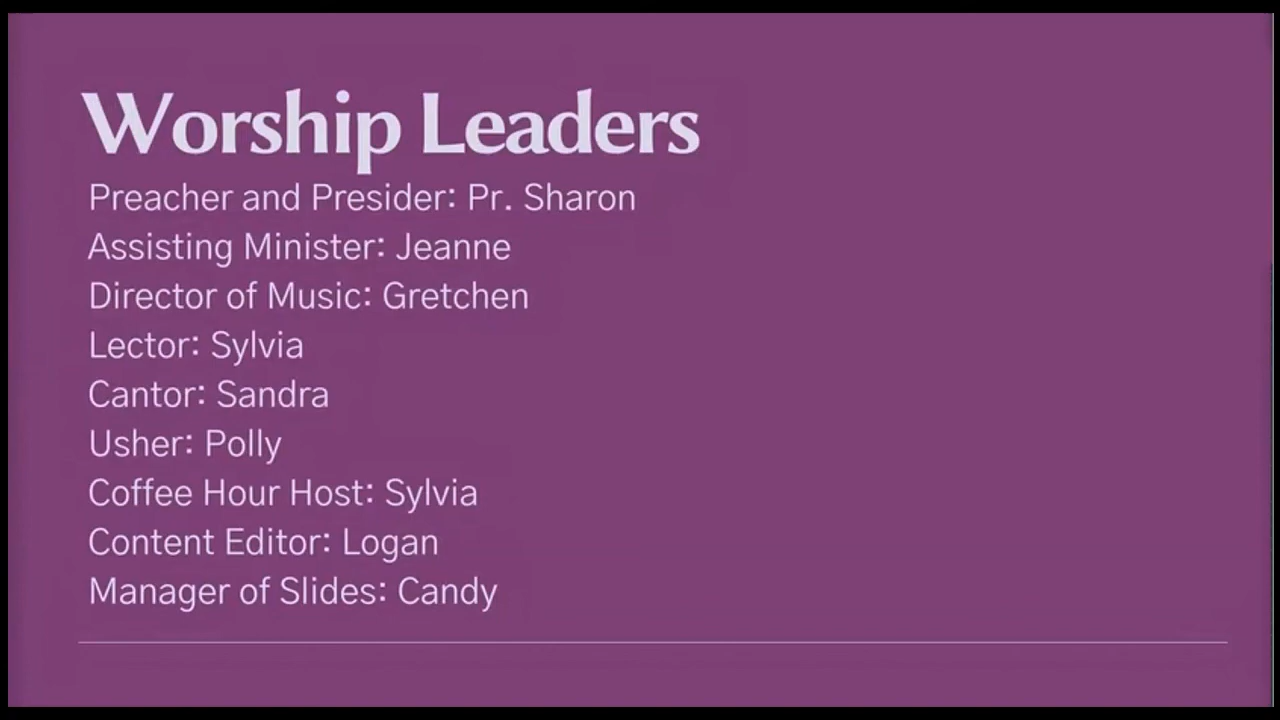 Worship Leaders
Preacher and Presider: Pr. Sharon
Assisting Minister: Jeanne
Director of Music: Gretchen
Lector: Sylvia
Cantor: Sandra
Usher: Polly
Coffee Hour Host: Sylvia
Content Editor: Logan
Manager of Slides: Candy